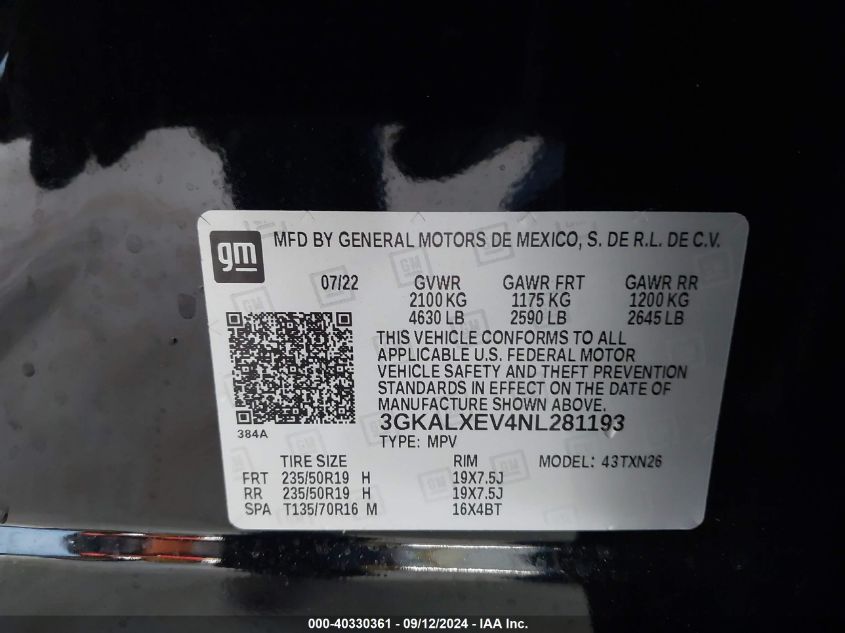 gm MFD BY GENERAL MOTORS DE MEXICO, S. DE R.L. DE C.V.
07/22 GVWR GAWR FRT GAWR RR
2100 KG 1175 KG 1200 KG
4630 LB 2590 LB 2645 LB
THIS VEHICLE CONFORMS TO ALL
APPLICABLE U.S. FEDERAL MOTOR
VEHICLE SAFETY AND THEFT PREVENTION
STANDARDS IN EFFECT ON THE DATE OF
MANUFACTURE SHOWN ABOVE.
3GKALXEV4NL281193
384A
TYPE: MPV
TIRE SIZE RIM MODEL: 43TXN26
FRT 235/50R19 H 19X7.5J
RR 235/50R19 H 19X7.5J
SPA T135/70R16 M 16X4BT
000-40330361 - 09/12/2024 - © IAA Inc.